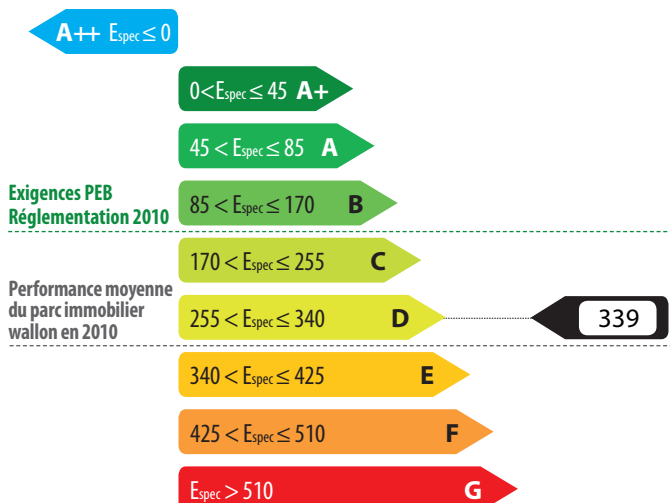 A++ Espec ≤ 0
0<Espec ≤ 45 A+
45 < Espec ≤ 85 A
Exigences PEB
Réglementation 2010
85 < Espec ≤ 170 B
170 < Espec ≤ 255 C
Performance moyenne
du parc immobilier
wallon en 2010
255 < Espec ≤ 340 D
339
340 < Espec ≤ 425 E
425 < Espec ≤ 510 F
Espec > 510 G